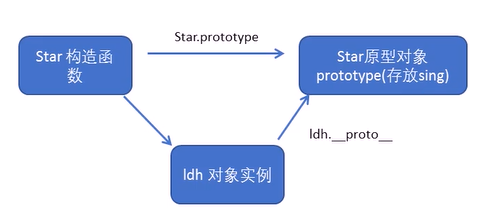 Star.prototype
Star 构造函
数
Star原型对象
prototype(存放sing)
ldh.__proto__
ldh 对象实例